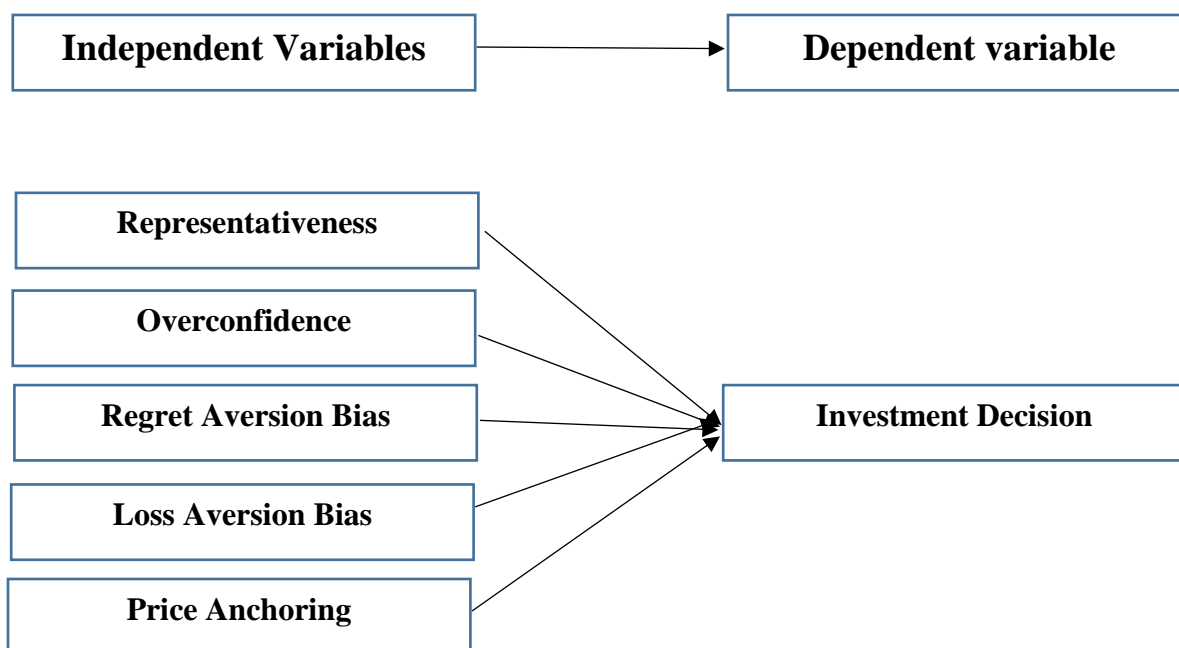 Independent Variables
Dependent variable
Representativeness
Overconfidence
Regret Aversion Bias
Investment Decision
Loss Aversion Bias
Price Anchoring